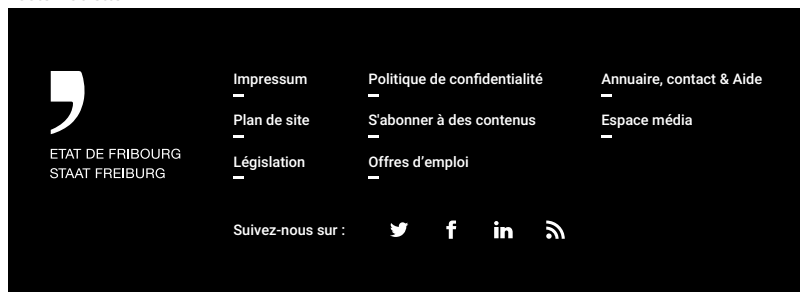 ETAT DE FRIBOURG
STAAT FREIBURG
Impressum
Plan de site
Législation
Politique de confidentialité
S'abonner à des contenus
Offres d’emploi
Annuaire, contact & Aide
Espace média
Suivez-nous sur :